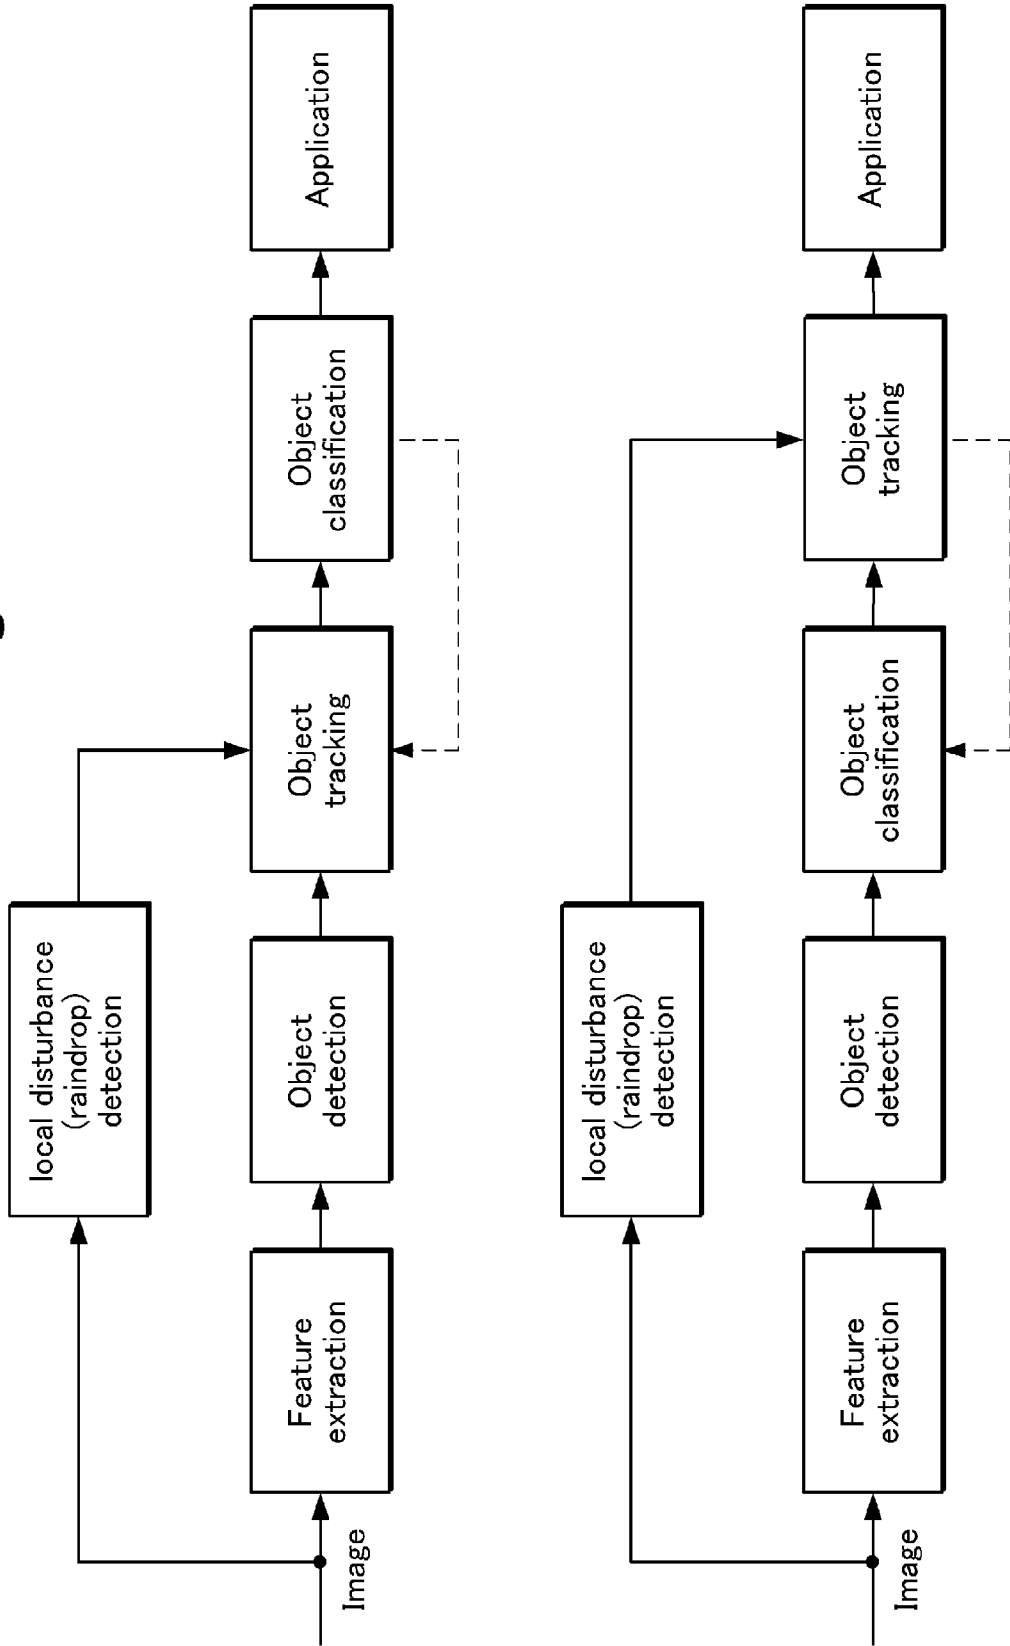 local disturbance
(raindrop)
detection
Image
Feature
extraction
Object
detection
Object
tracking
Object
classification
Application
local disturbance
(raindrop)
detection
Image
Feature
extraction
Object
detection
Object
classification
Object
tracking
Application